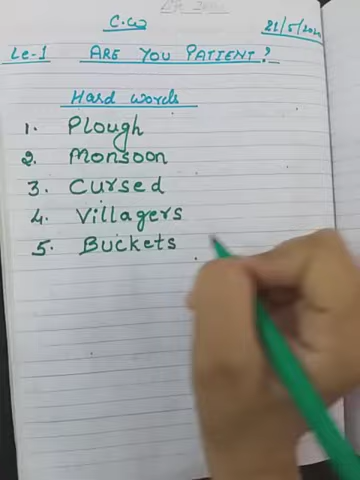 C.W
21/5/2020
Le-1 ARE YOU PATIENT?
Hard words
1. Plough
2. Monsoon
3. Cursed
4. Villagers
5. Buckets